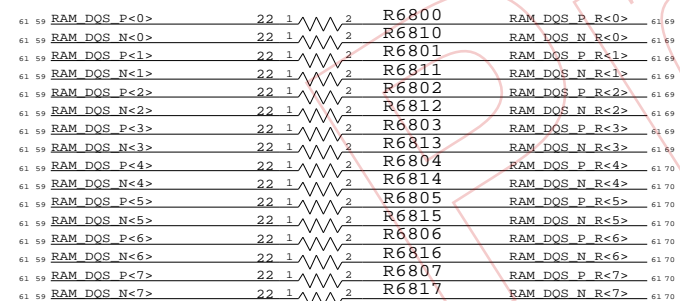 61 59 RAM_DQS_P<0> 22 1 2 R6800 RAM_DQS_P_R<0> 61 69
61 59 RAM_DQS_N<0> 22 1 2 R6810 RAM_DQS_N_R<0> 61 69
61 59 RAM_DQS_P<1> 22 1 2 R6801 RAM_DQS_P_R<1> 61 69
61 59 RAM_DQS_N<1> 22 1 2 R6811 RAM_DQS_N_R<1> 61 69
61 59 RAM_DQS_P<2> 22 1 2 R6802 RAM_DQS_P_R<2> 61 69
61 59 RAM_DQS_N<2> 22 1 2 R6812 RAM_DQS_N_R<2> 61 69
61 59 RAM_DQS_P<3> 22 1 2 R6803 RAM_DQS_P_R<3> 61 69
61 59 RAM_DQS_N<3> 22 1 2 R6813 RAM_DQS_N_R<3> 61 69
61 59 RAM_DQS_P<4> 22 1 2 R6804 RAM_DQS_P_R<4> 61 70
61 59 RAM_DQS_N<4> 22 1 2 R6814 RAM_DQS_N_R<4> 61 70
61 59 RAM_DQS_P<5> 22 1 2 R6805 RAM_DQS_P_R<5> 61 70
61 59 RAM_DQS_N<5> 22 1 2 R6815 RAM_DQS_N_R<5> 61 70
61 59 RAM_DQS_P<6> 22 1 2 R6806 RAM_DQS_P_R<6> 61 70
61 59 RAM_DQS_N<6> 22 1 2 R6816 RAM_DQS_N_R<6> 61 70
61 59 RAM_DQS_P<7> 22 1 2 R6807 RAM_DQS_P_R<7> 61 70
61 59 RAM_DQS_N<7> 22 1 2 R6817 RAM_DQS_N_R<7> 61 70